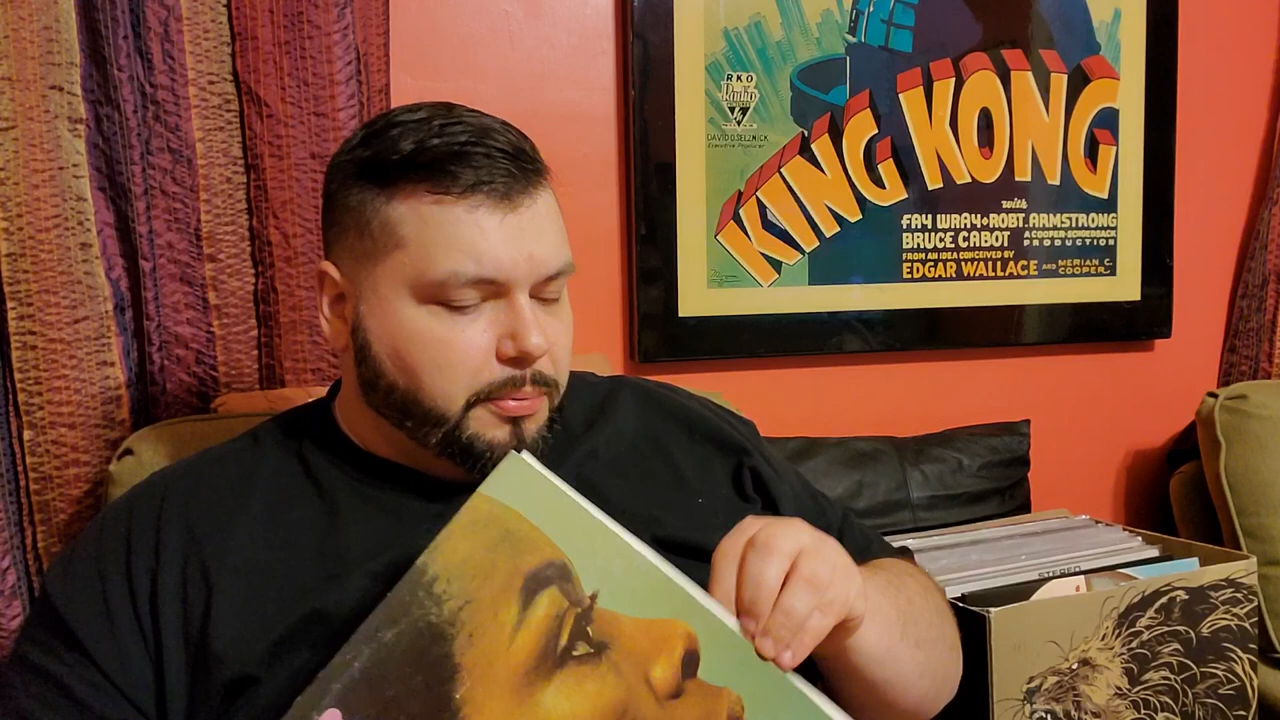 RKO
Radio
PICTURES
DAVID O. SELZNICK
Executive Producer
KING KONG
with
FAY WRAY • ROBT. ARMSTRONG
BRUCE CABOT
A COOPER-SCHOEDSACK
PRODUCTION
FROM AN IDEA CONCEIVED BY
EDGAR WALLACE AND MERIAN C.
COOPER
STEREO